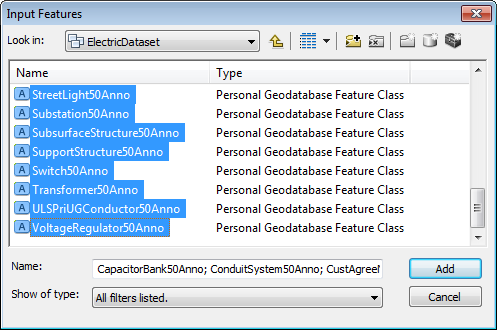 Input Features
Look in: ElectricDataset
Name Type
A StreetLight50Anno Personal Geodatabase Feature Class
A Substation50Anno Personal Geodatabase Feature Class
A SubsurfaceStructure50Anno Personal Geodatabase Feature Class
A SupportStructure50Anno Personal Geodatabase Feature Class
A Switch50Anno Personal Geodatabase Feature Class
A Transformer50Anno Personal Geodatabase Feature Class
A ULSPriUGConductor50Anno Personal Geodatabase Feature Class
A VoltageRegulator50Anno Personal Geodatabase Feature Class
Name: CapacitorBank50Anno; ConduitSystem50Anno; CustAgreel Add
Show of type: All filters listed. Cancel